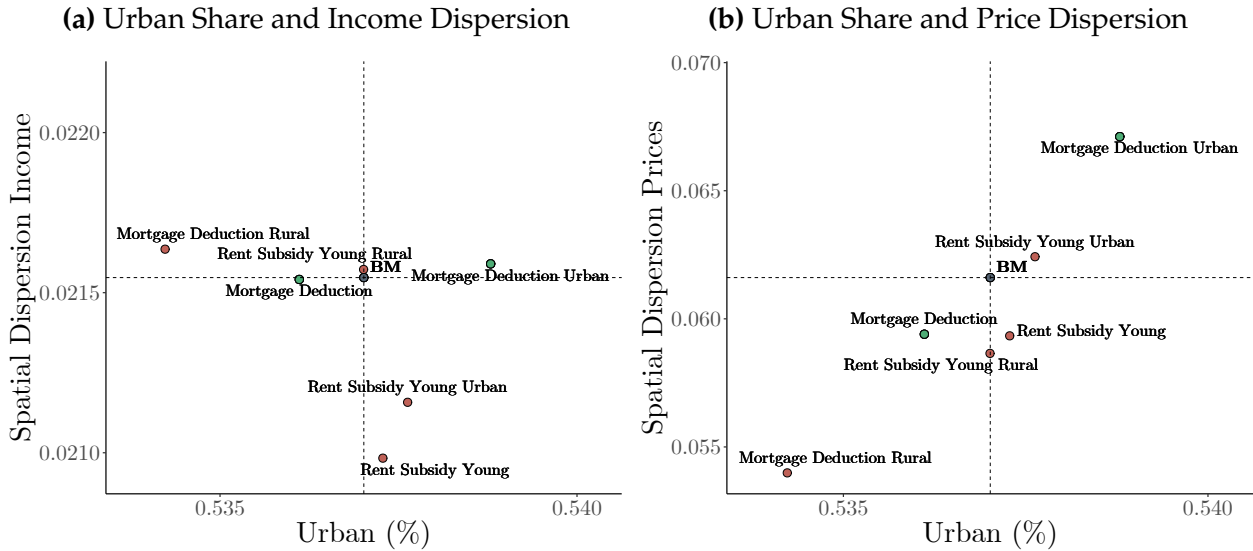 (a) Urban Share and Income Dispersion
Spatial Dispersion Income
0.0220
0.0215
0.0210
Mortgage Deduction Rural
Rent Subsidy Young Rural
BM
Mortgage Deduction Urban
Mortgage Deduction
Rent Subsidy Young Urban
Rent Subsidy Young
0.535
0.540
Urban (%)
(b) Urban Share and Price Dispersion
Spatial Dispersion Prices
0.070
0.065
0.060
0.055
Mortgage Deduction Urban
Rent Subsidy Young Urban
BM
Mortgage Deduction
Rent Subsidy Young
Rent Subsidy Young Rural
Mortgage Deduction Rural
0.535
0.540
Urban (%)